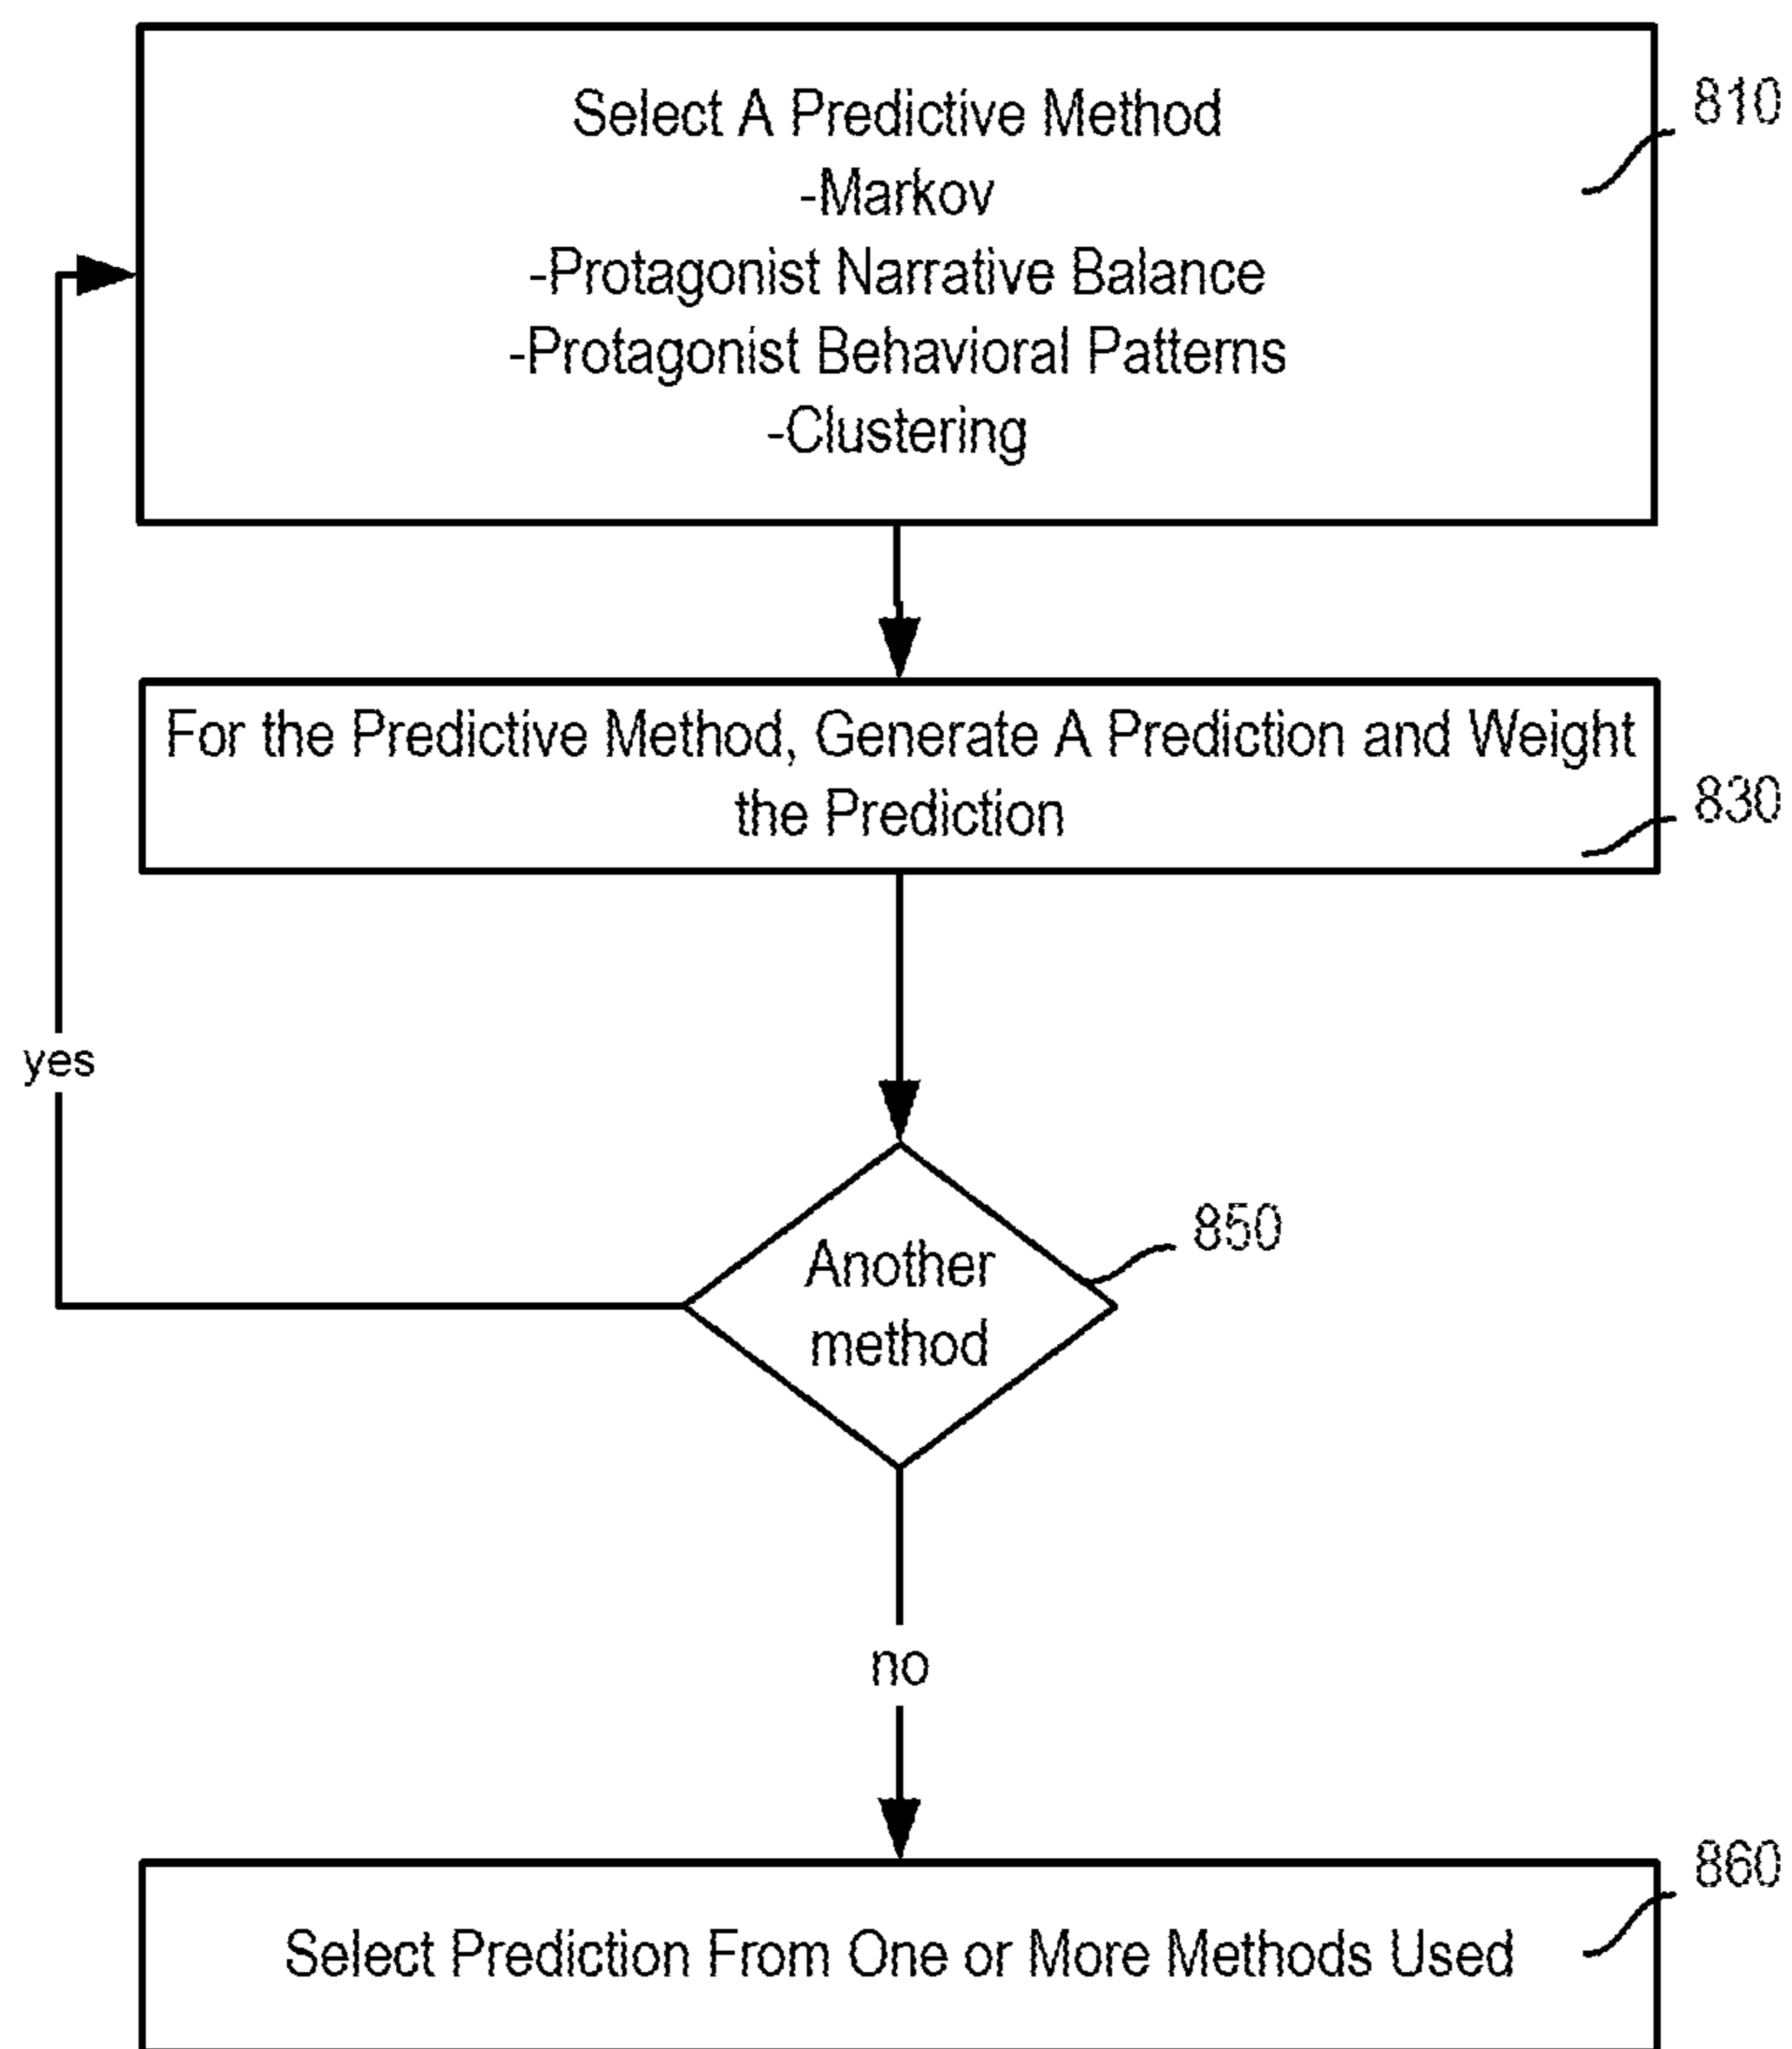 Select A Predictive Method
-Markov
-Protagonist Narrative Balance
-Protagonist Behavioral Patterns
-Clustering
810
For the Predictive Method, Generate A Prediction and Weight
the Prediction
830
yes
Another
method
850
no
860
Select Prediction From One or More Methods Used